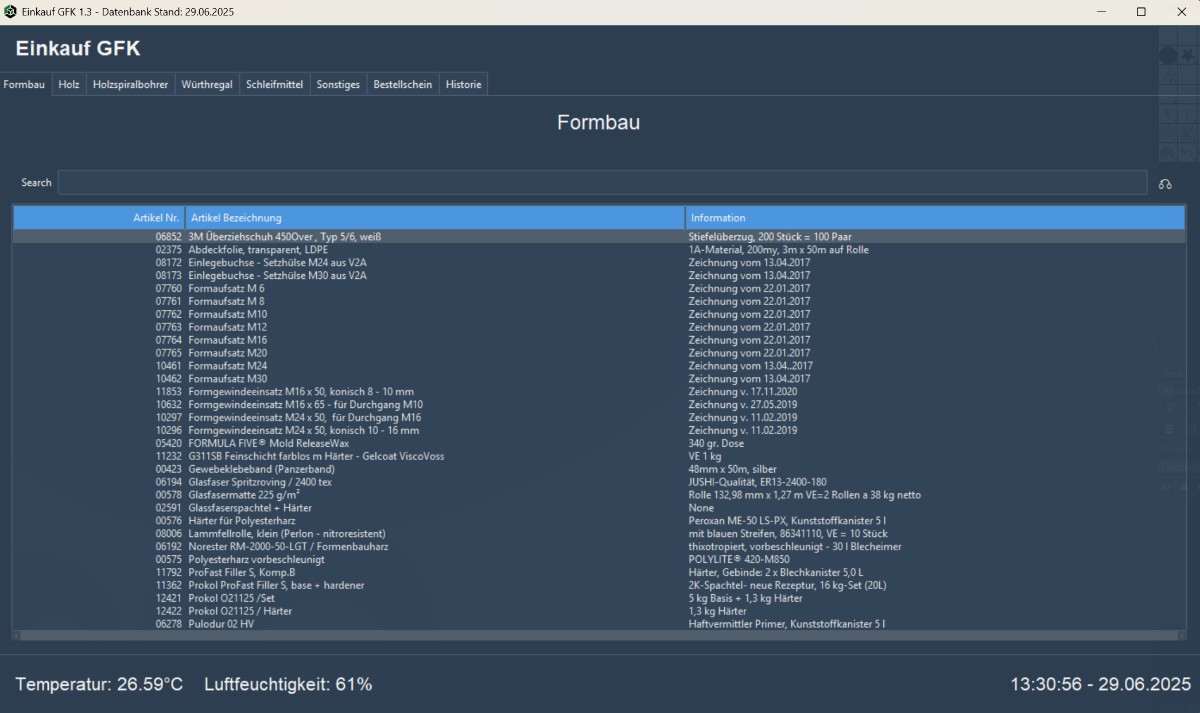 Einkauf GFK 1.3 - Datenbank Stand: 29.06.2025
Einkauf GFK
Formbau Holz Holzspiralbohrer Würthregal Schleifmittel Sonstiges Bestellschein Historie
Formbau
Search
Artikel Nr. Artikel Bezeichnung Information
06852 3M Überziehschuh 450Over , Typ 5/6, weiß Stiefelüberzug, 200 Stück = 100 Paar
02375 Abdeckfolie, transparent, LDPE 1A-Material, 200my, 3m x 50m auf Rolle
08172 Einlegebuchse - Setzhülse M24 aus V2A Zeichnung vom 13.04.2017
08173 Einlegebuchse - Setzhülse M30 aus V2A Zeichnung vom 13.04.2017
07760 Formaufsatz M 6 Zeichnung vom 22.01.2017
07761 Formaufsatz M 8 Zeichnung vom 22.01.2017
07762 Formaufsatz M10 Zeichnung vom 22.01.2017
07763 Formaufsatz M12 Zeichnung vom 22.01.2017
07764 Formaufsatz M16 Zeichnung vom 22.01.2017
07765 Formaufsatz M20 Zeichnung vom 22.01.2017
10461 Formaufsatz M24 Zeichnung vom 13.04..2017
10462 Formaufsatz M30 Zeichnung vom 13.04.2017
11853 Formgewindeeinsatz M16 x 50, konisch 8 - 10 mm Zeichnung v. 17.11.2020
10632 Formgewindeeinsatz M16 x 65 - für Durchgang M10 Zeichnung v. 27.05.2019
10297 Formgewindeeinsatz M24 x 50, für Durchgang M16 Zeichnung v. 11.02.2019
10296 Formgewindeeinsatz M24 x 50, konisch 10 - 16 mm Zeichnung v. 11.02.2019
05420 FORMULA FIVE® Mold ReleaseWax 340 gr. Dose
11232 G311SB Feinschicht farblos m Härter - Gelcoat ViscoVoss VE 1 kg
00423 Gewebeklebeband (Panzerband) 48mm x 50m, silber
06194 Glasfaser Spritzroving / 2400 tex JUSHI-Qualität, ER13-2400-180
00578 Glasfasermatte 225 g/m² Rolle 132,98 mm x 1,27 m VE=2 Rollen a 38 kg netto
02591 Glassfaserspachtel + Härter None
00576 Härter für Polyesterharz Peroxan ME-50 LS-PX, Kunststoffkanister 5 l
08006 Lammfellrolle, klein (Perlon - nitroresistent) mit blauen Streifen, 86341110, VE = 10 Stück
06192 Norester RM-2000-50-LGT / Formenbauharz thixotropiert, vorbeschleunigt - 30 l Blecheimer
00575 Polyesterharz vorbeschleunigt POLYLITE® 420-M850
11792 ProFast Filler S, Komp.B Härter, Gebinde: 2 x Blechkanister 5,0 L
11362 Prokol ProFast Filler S, base + hardener 2K-Spachtel- neue Rezeptur, 16 kg-Set (20L)
12421 Prokol O21125 /Set 5 kg Basis + 1,3 kg Härter
12422 Prokol O21125 / Härter 1,3 kg Härter
06278 Pulodur 02 HV Haftvermittler Primer, Kunststoffkanister 5 l
Temperatur: 26.59°C Luftfeuchtigkeit: 61% 13:30:56 - 29.06.2025